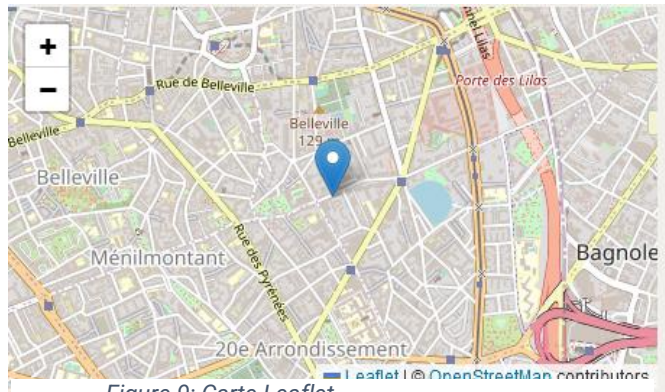 +
−
Rue de Belleville
Porte des Lilas
Belleville
129
Belleville
Belleville
Ménilmontant
Rue des Pyrénées
Bagnole
20e Arrondissement
Leaflet | © OpenStreetMap contributors
Figure 9: Carte Leaflet